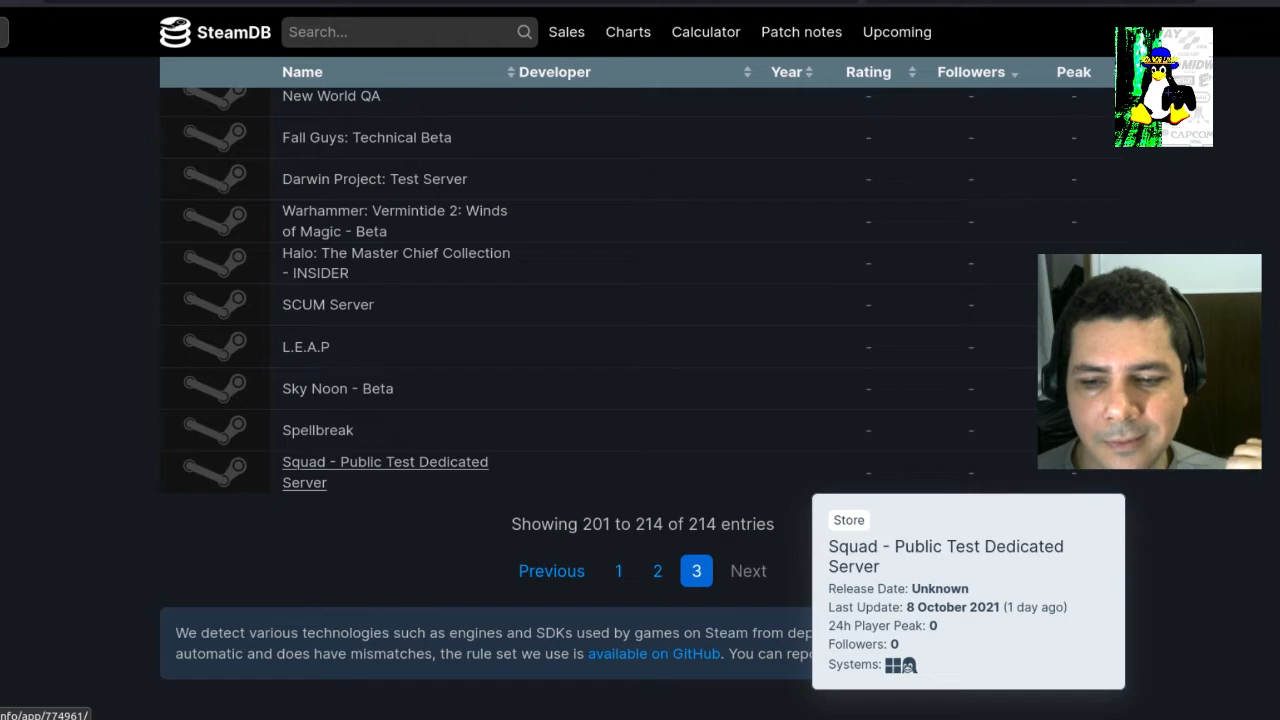 SteamDB
Search...
Sales
Charts
Calculator
Patch notes
Upcoming
Name
Developer
Year
Rating
Followers
Peak
New World QA
- - -
Fall Guys: Technical Beta
- - -
Darwin Project: Test Server
- - -
Warhammer: Vermintide 2: Winds
of Magic - Beta
- - -
Halo: The Master Chief Collection
- INSIDER
- -
SCUM Server
- -
L.E.A.P
- -
Sky Noon - Beta
- -
Spellbreak
- -
Squad - Public Test Dedicated
Server
- - -
Showing 201 to 214 of 214 entries
Previous 1 2 3 Next
We detect various technologies such as engines and SDKs used by games on Steam from dep
automatic and does have mismatches, the rule set we use is available on GitHub. You can repo
Store
Squad - Public Test Dedicated
Server
Release Date: Unknown
Last Update: 8 October 2021 (1 day ago)
24h Player Peak: 0
Followers: 0
Systems:
nfo/app/774961/
MIDW
CAPCOM